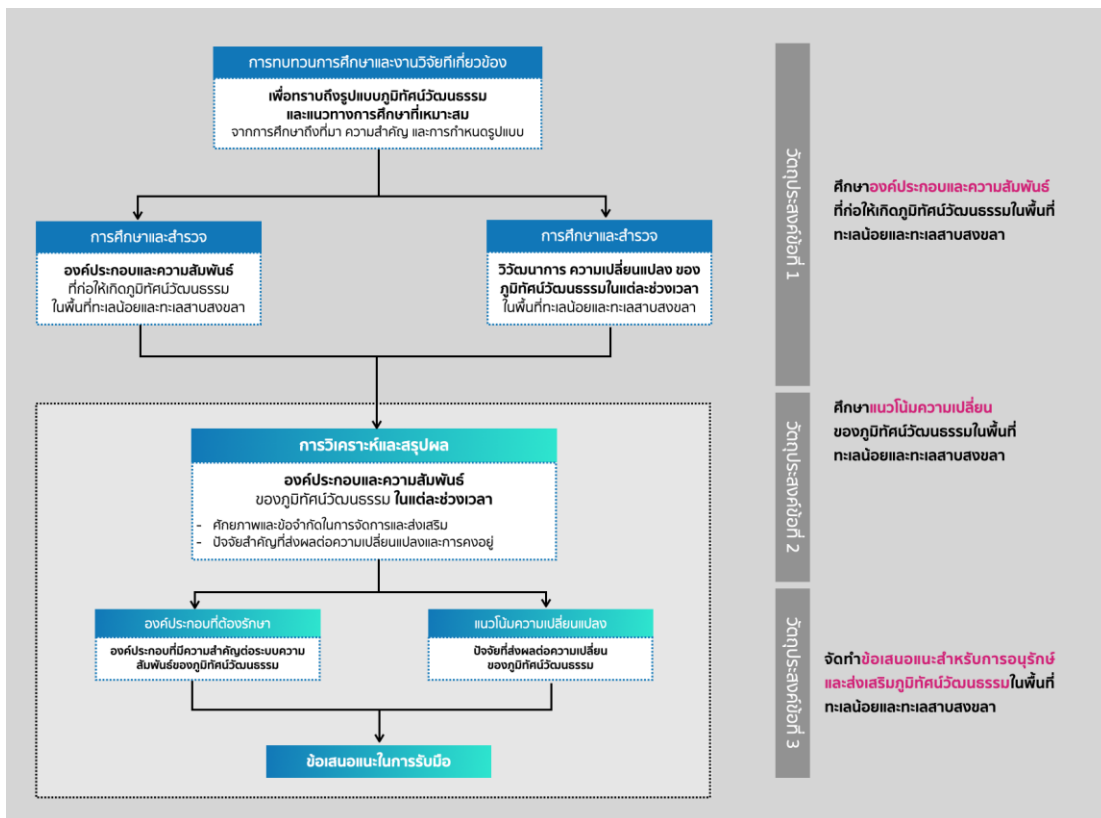 การทบทวนการศึกษาและงานวิจัยที่เกี่ยวข้อง
เพื่อทราบถึงรูปแบบภูมิทัศน์วัฒนธรรม
และแนวทางการศึกษาที่เหมาะสม
จากการศึกษาถึงที่มา ความสำคัญ และการกำหนดรูปแบบ
การศึกษาและสำรวจ
องค์ประกอบและความสัมพันธ์
ที่ก่อให้เกิดภูมิทัศน์วัฒนธรรม
ในพื้นที่ทะเลน้อยและทะเลสาบสงขลา
การศึกษาและสำรวจ
วิวัฒนาการ ความเปลี่ยนแปลง ของ
ภูมิทัศน์วัฒนธรรมในแต่ละช่วงเวลา
ในพื้นที่ทะเลน้อยและทะเลสาบสงขลา
การวิเคราะห์และสรุปผล
องค์ประกอบและความสัมพันธ์
ของภูมิทัศน์วัฒนธรรม ในแต่ละช่วงเวลา
- ศักยภาพและข้อจำกัดในการจัดการและส่งเสริม
- ปัจจัยสำคัญที่ส่งผลต่อความเปลี่ยนแปลงและการคงอยู่
องค์ประกอบที่ต้องรักษา
องค์ประกอบที่มีความสำคัญต่อระบบความ
สัมพันธ์ของภูมิทัศน์วัฒนธรรม
แนวโน้มความเปลี่ยนแปลง
ปัจจัยที่ส่งผลต่อความเปลี่ยน
ของภูมิทัศน์วัฒนธรรม
ข้อเสนอแนะในการรับมือ
วัตถุประสงค์ข้อที่ 1
ศึกษาองค์ประกอบและความสัมพันธ์
ที่ก่อให้เกิดภูมิทัศน์วัฒนธรรมในพื้นที่
ทะเลน้อยและทะเลสาบสงขลา
วัตถุประสงค์ข้อที่ 2
ศึกษาแนวโน้มความเปลี่ยน
ของภูมิทัศน์วัฒนธรรมในพื้นที่
ทะเลน้อยและทะเลสาบสงขลา
วัตถุประสงค์ข้อที่ 3
จัดทำข้อเสนอแนะสำหรับการอนุรักษ์
และส่งเสริมภูมิทัศน์วัฒนธรรมในพื้นที่
ทะเลน้อยและทะเลสาบสงขลา